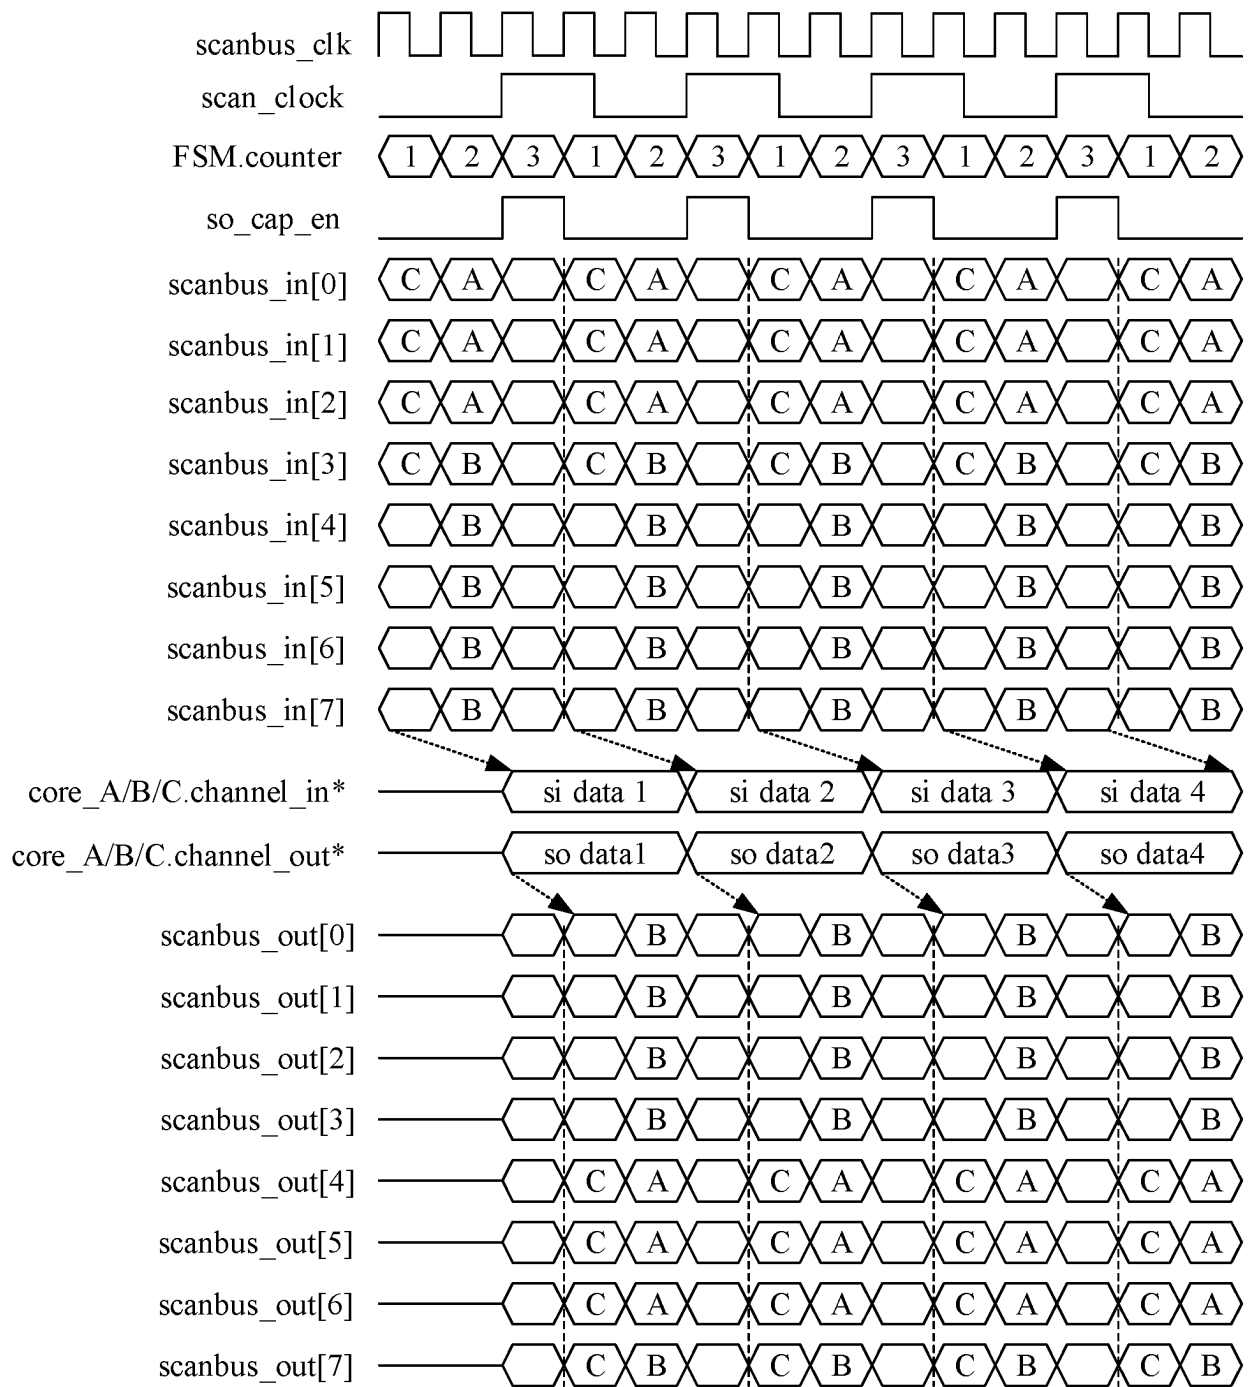 scanbus_clk
scan_clock
FSM.counter 1 2 3 1 2 3 1 2 3 1 2 3 1 2
so_cap_en
scanbus_in[0] C A C A C A C A C A
scanbus_in[1] C A C A C A C A C A
scanbus_in[2] C A C A C A C A C A
scanbus_in[3] C B C B C B C B C B
scanbus_in[4] B B B B B
scanbus_in[5] B B B B B
scanbus_in[6] B B B B B
scanbus_in[7] B B B B B
core_A/B/C.channel_in* si data 1 si data 2 si data 3 si data 4
core_A/B/C.channel_out* so data1 so data2 so data3 so data4
scanbus_out[0] B B B B
scanbus_out[1] B B B B
scanbus_out[2] B B B B
scanbus_out[3] B B B B
scanbus_out[4] C A C A C A C A
scanbus_out[5] C A C A C A C A
scanbus_out[6] C A C A C A C A
scanbus_out[7] C B C B C B C B